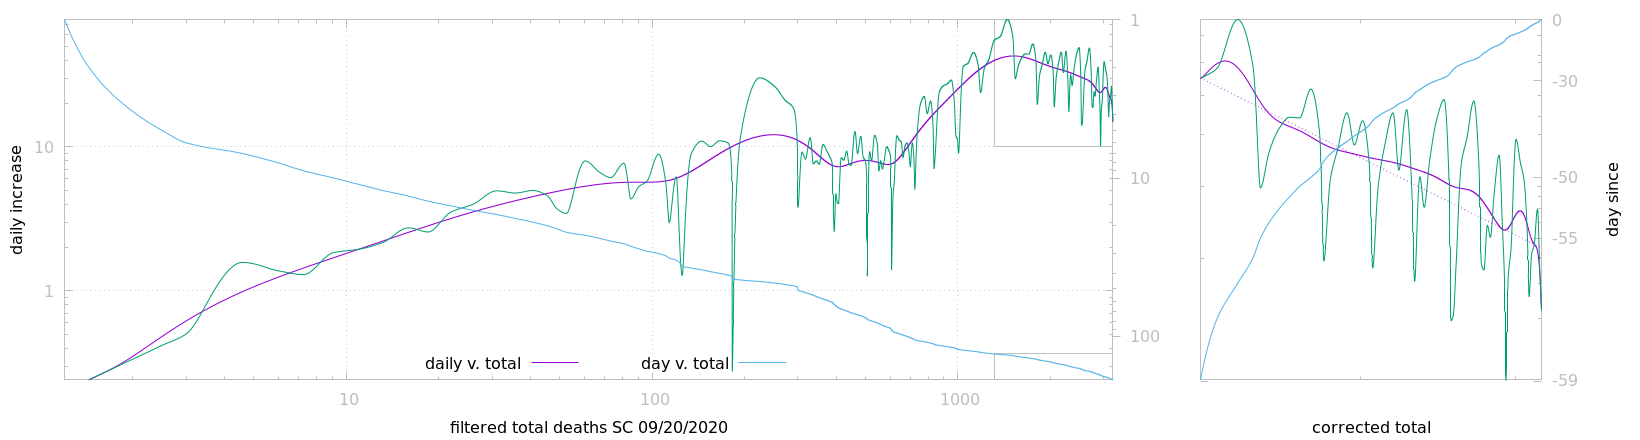 daily increase
10
1
daily v. total
day v. total
10
100
1000
filtered total deaths SC 09/20/2020
1
10
100
0
-30
-50
-55
-59
day since
corrected total